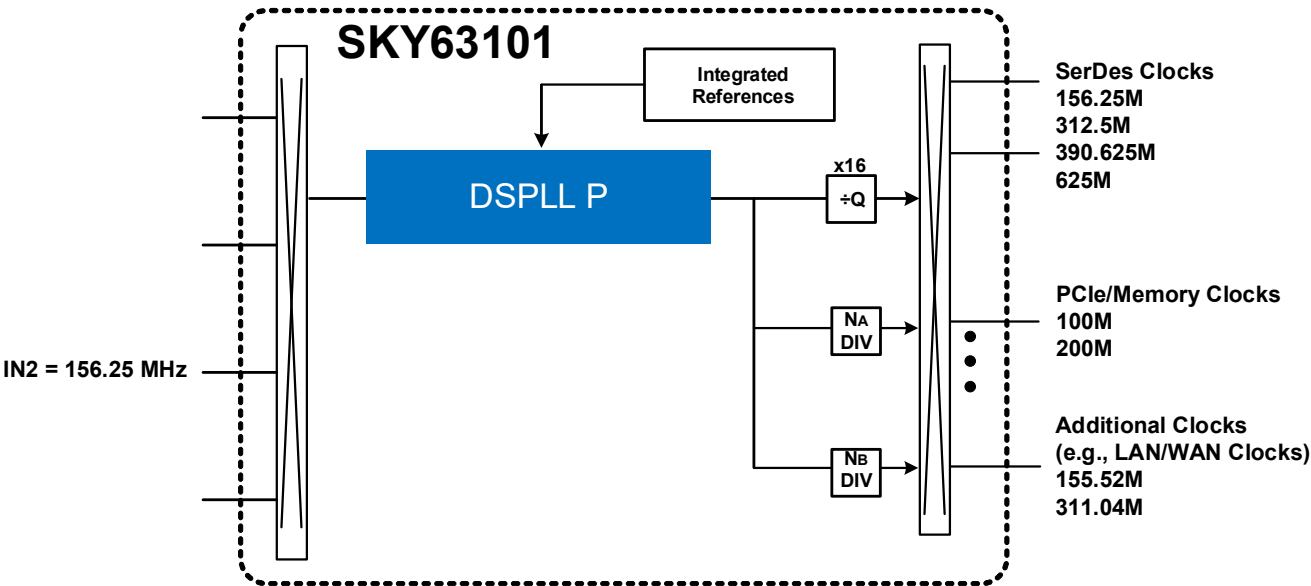 SKY63101
Integrated
References
DSPLL P
x16
÷Q
NA
DIV
NB
DIV
IN2 = 156.25 MHz
SerDes Clocks
156.25M
312.5M
390.625M
625M
PCIe/Memory Clocks
100M
200M
Additional Clocks
(e.g., LAN/WAN Clocks)
155.52M
311.04M